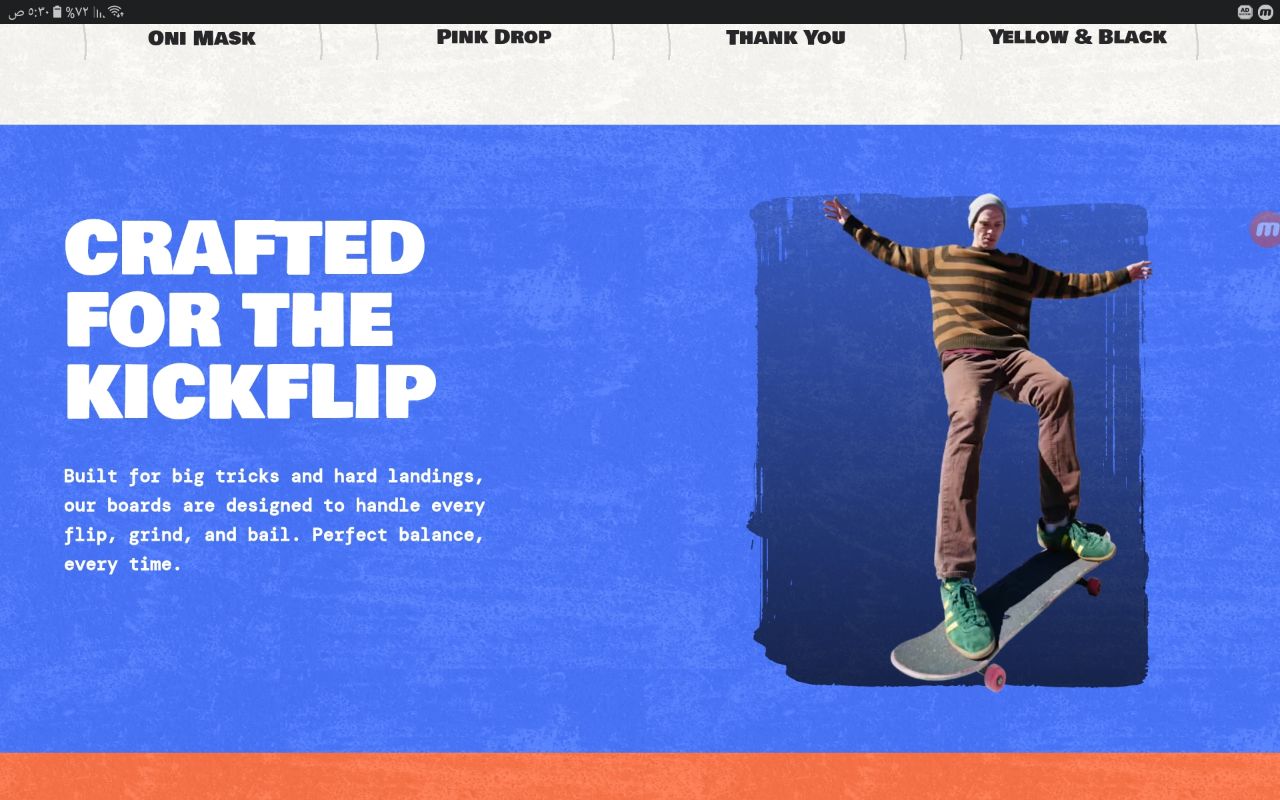 ٥:٣٠ ص
%٧٢
AD
Oni Mask
Pink Drop
Thank You
Yellow & Black
CRAFTED
FOR THE
KICKFLIP
Built for big tricks and hard landings,
our boards are designed to handle every
flip, grind, and bail. Perfect balance,
every time.